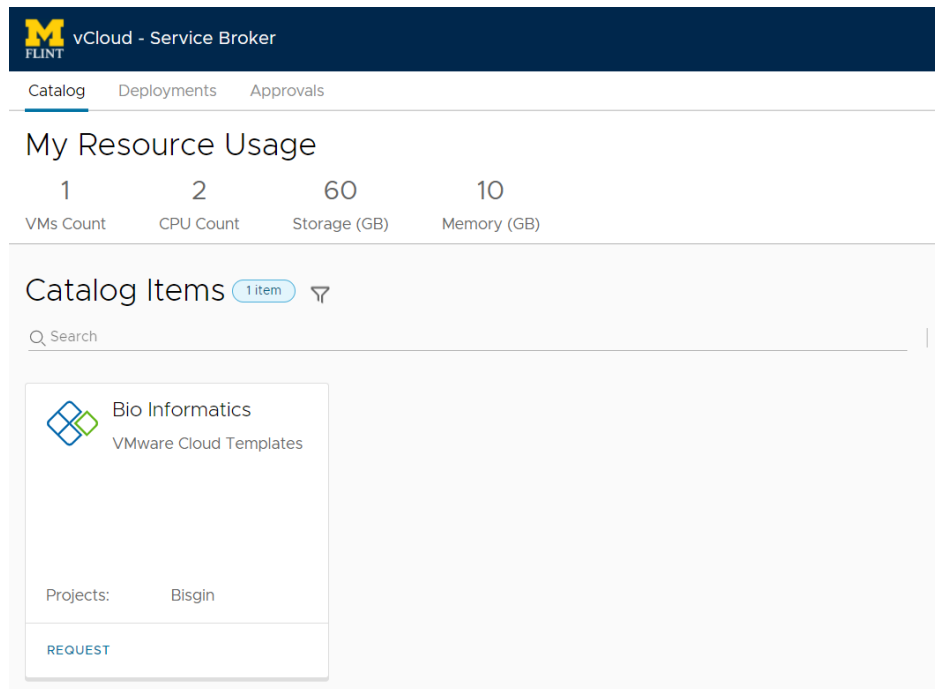 M
FLINT
vCloud - Service Broker
Catalog Deployments Approvals
My Resource Usage
1 2 60 10
VMs Count CPU Count Storage (GB) Memory (GB)
Catalog Items 1 item
Search
Bio Informatics
VMware Cloud Templates
Projects: Bisgin
REQUEST